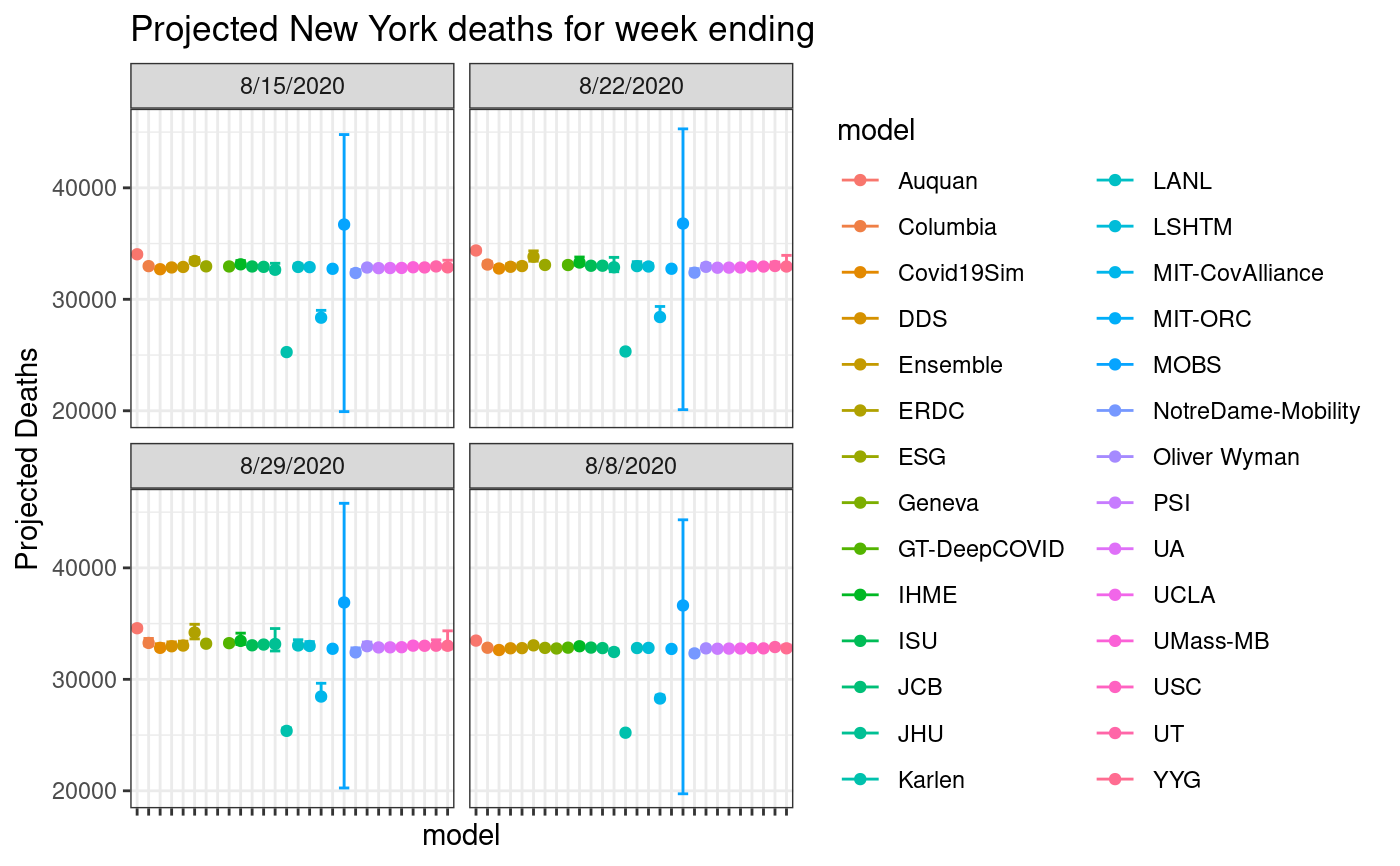 Projected New York deaths for week ending
8/15/2020
8/22/2020
40000
30000
20000
8/29/2020
8/8/2020
40000
30000
20000
Projected Deaths
model
model
Auquan
Columbia
Covid19Sim
DDS
Ensemble
ERDC
ESG
Geneva
GT-DeepCOVID
IHME
ISU
JCB
JHU
Karlen
LANL
LSHTM
MIT-CovAlliance
MIT-ORC
MOBS
NotreDame-Mobility
Oliver Wyman
PSI
UA
UCLA
UMass-MB
USC
UT
YYG